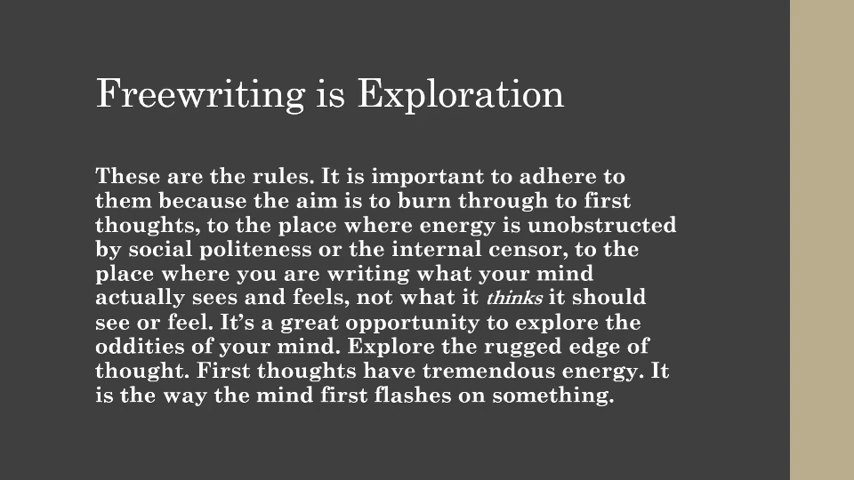 Freewriting is Exploration
These are the rules. It is important to adhere to
them because the aim is to burn through to first
thoughts, to the place where energy is unobstructed
by social politeness or the internal censor, to the
place where you are writing what your mind
actually sees and feels, not what it thinks it should
see or feel. It’s a great opportunity to explore the
oddities of your mind. Explore the rugged edge of
thought. First thoughts have tremendous energy. It
is the way the mind first flashes on something.